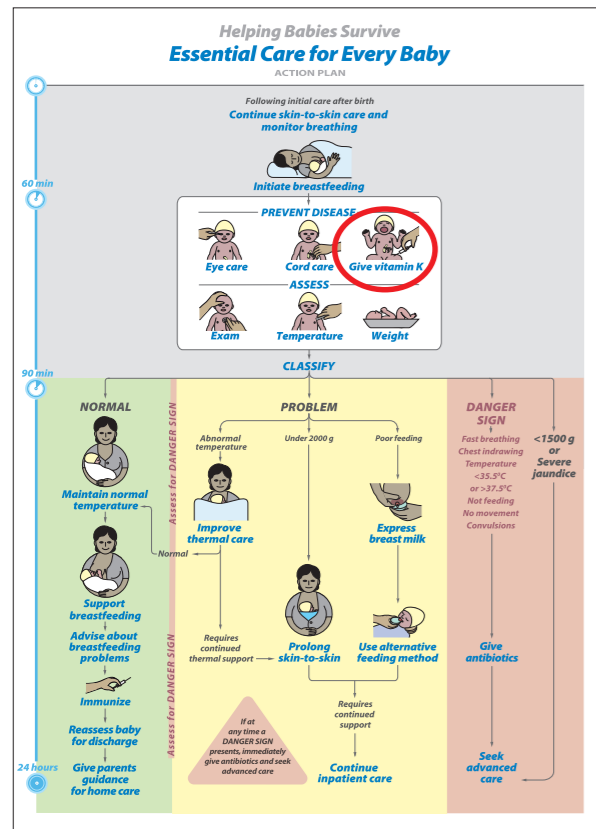 Helping Babies Survive
Essential Care for Every Baby
ACTION PLAN
Following initial care after birth
Continue skin-to-skin care and
monitor breathing
60 min
Initiate breastfeeding
PREVENT DISEASE
Eye care
Cord care
Give vitamin K
ASSESS
Exam
Temperature
Weight
90 min
CLASSIFY
NORMAL
Maintain normal
temperature
Support
breastfeeding
Advise about
breastfeeding
problems
Immunize
Reassess baby
for discharge
24 hours
Give parents
guidance
for home care
Assess for DANGER SIGN
Assess for DANGER SIGN
PROBLEM
Abnormal
temperature
Improve
thermal care
Normal
Requires
continued
thermal support
Under 2000 g
Prolong
skin-to-skin
Poor feeding
Express
breast milk
Use alternative
feeding method
Requires
continued
support
Continue
inpatient care
If at
any time a
DANGER SIGN
presents, immediately
give antibiotics and seek
advanced care
DANGER
SIGN
Fast breathing
Chest indrawing
Temperature
<35.5ºC
or >37.5ºC
Not feeding
No movement
Convulsions
Give
antibiotics
Seek
advanced
care
<1500 g
or
Severe
jaundice